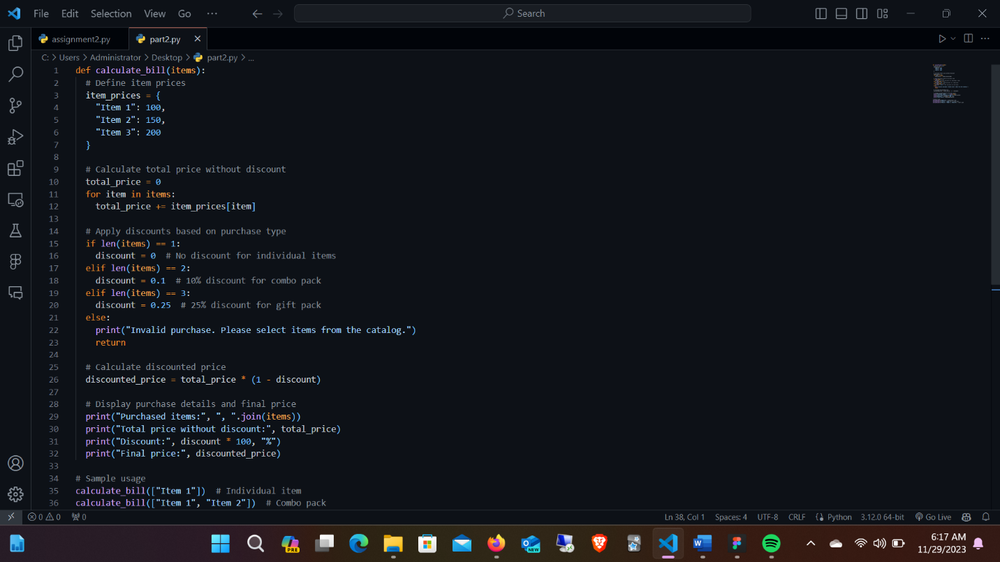 File Edit Selection View Go ··· Search
assignment2.py part2.py
C: > Users > Administrator > Desktop > part2.py > ...
1 def calculate_bill(items):
2 # Define item prices
3 item_prices = {
4 "Item 1": 100,
5 "Item 2": 150,
6 "Item 3": 200
7 }
8
9 # Calculate total price without discount
10 total_price = 0
11 for item in items:
12 total_price += item_prices[item]
13
14 # Apply discounts based on purchase type
15 if len(items) == 1:
16 discount = 0 # No discount for individual items
17 elif len(items) == 2:
18 discount = 0.1 # 10% discount for combo pack
19 elif len(items) == 3:
20 discount = 0.25 # 25% discount for gift pack
21 else:
22 print("Invalid purchase. Please select items from the catalog.")
23 return
24
25 # Calculate discounted price
26 discounted_price = total_price * (1 - discount)
27
28 # Display purchase details and final price
29 print("Purchased items:", ", ".join(items))
30 print("Total price without discount:", total_price)
31 print("Discount:", discount * 100, "%")
32 print("Final price:", discounted_price)
33
34 # Sample usage
35 calculate_bill(["Item 1"]) # Individual item
36 calculate_bill(["Item 1", "Item 2"]) # Combo pack
0 0 0 Ln 38, Col 1 Spaces: 4 UTF-8 CRLF Python 3.12.0 64-bit Go Live
PRE NEW 6:17 AM
11/29/2023